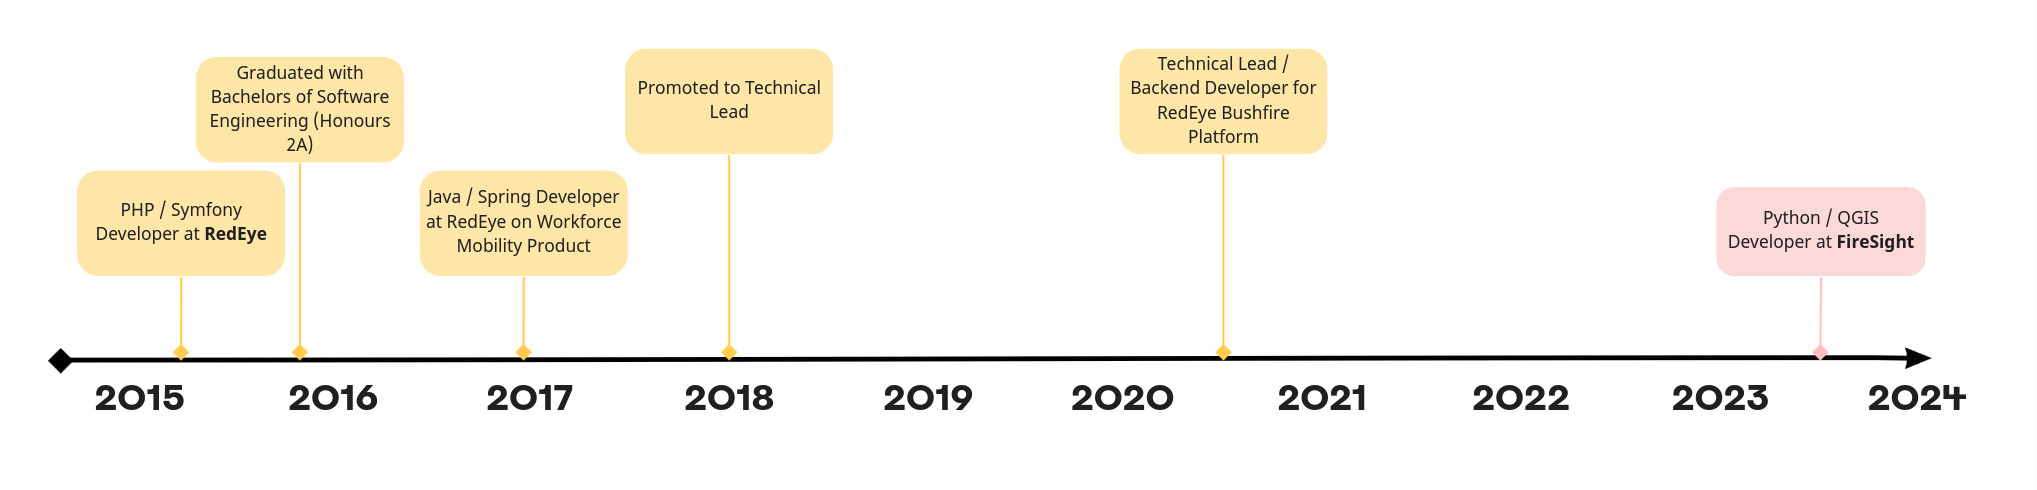 PHP / Symfony
Developer at RedEye
Graduated with
Bachelors of Software
Engineering (Honours
2A)
Java / Spring Developer
at RedEye on Workforce
Mobility Product
Promoted to Technical
Lead
Technical Lead /
Backend Developer for
RedEye Bushfire
Platform
Python / QGIS
Developer at FireSight
2015 2016 2017 2018 2019 2020 2021 2022 2023 2024